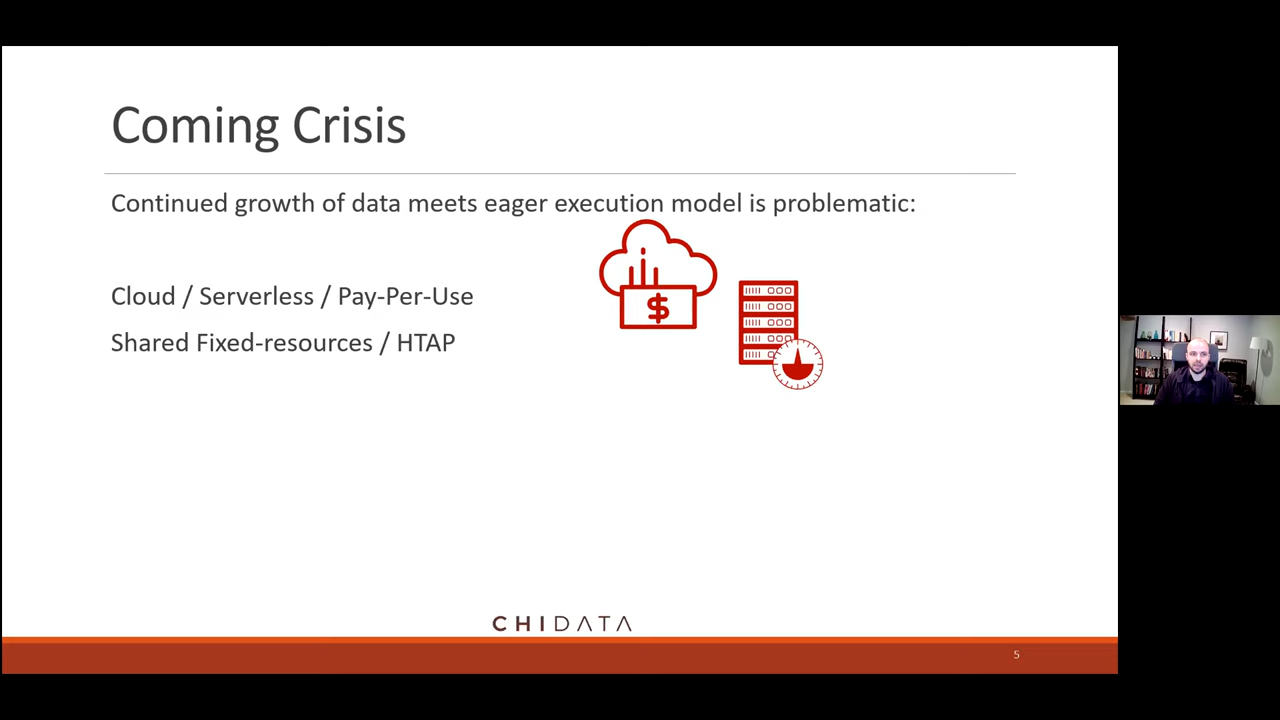 Coming Crisis
Continued growth of data meets eager execution model is problematic:
Cloud / Serverless / Pay-Per-Use
$
Shared Fixed-resources / HTAP
CHIDATA
5